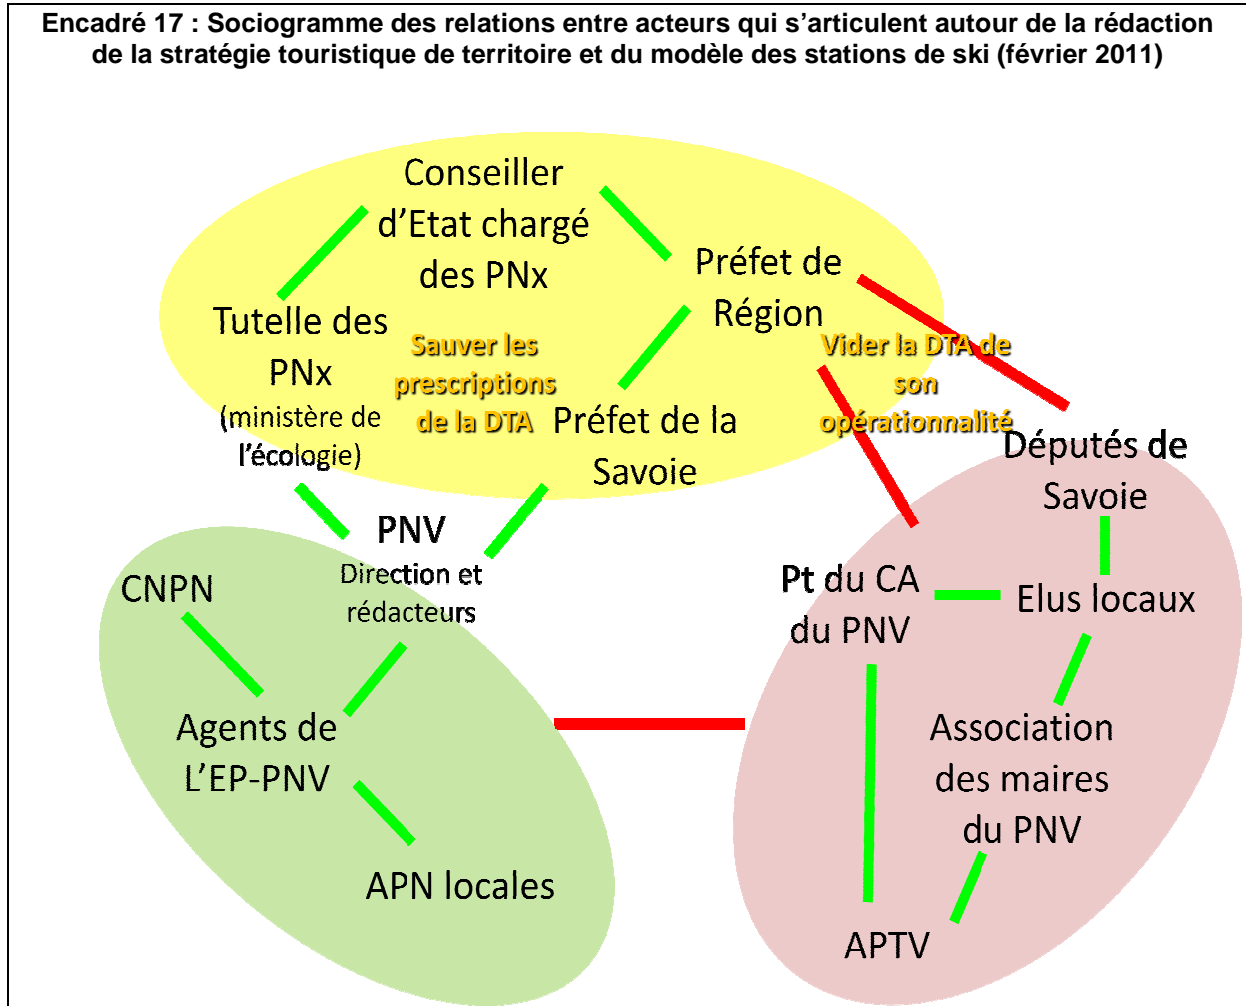 Encadré 17 : Sociogramme des relations entre acteurs qui s’articulent autour de la rédaction
de la stratégie touristique de territoire et du modèle des stations de ski (février 2011)
Conseiller
d’Etat chargé
des PNx
Préfet de
Région
Tutelle des
PNx
(ministère de
l’écologie)
Sauver les
prescriptions
de la DTA
Vider la DTA de
son
opérationnalité
Préfet de la
Savoie
Députés de
Savoie
PNV
Direction et
rédacteurs
CNPN
Pt du CA
du PNV
Elus locaux
Agents de
L’EP-PNV
Association
des maires
du PNV
APN locales
APTV